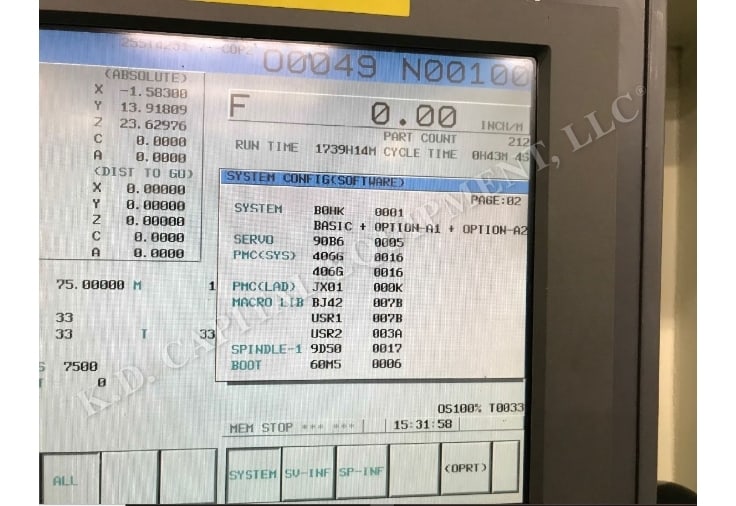 O0049 N00100
(ABSOLUTE)
X -1.58300
Y 13.91809
Z 23.62976
C 0.0000
A 0.0000
(DIST TO GO)
X 0.00000
Y 0.00000
Z 0.00000
C 0.0000
A 0.0000
75.00000 M 1
33
33 T 33
S 7500
T 0
F 0.00 INCH/M
PART COUNT 212
RUN TIME 1739H14M CYCLE TIME 0H43M 4S
SYSTEM CONFIG(SOFTWARE)
PAGE:02
SYSTEM B0HK 0001
BASIC + OPTION-A1 + OPTION-A2
SERVO 90B6 0005
PMC(SYS) 406G 0016
406G 0016
PMC(LAD) JX01 000K
MACRO LIB BJ42 007B
USR1 007B
USR2 003A
SPINDLE-1 9D50 0017
BOOT 60M5 0006
OS100% T0033
MEM STOP *** *** 15:31:58
ALL
SYSTEM SV-INF SP-INF (OPRT)
K.D. CAPITAL EQUIPMENT, LLC®